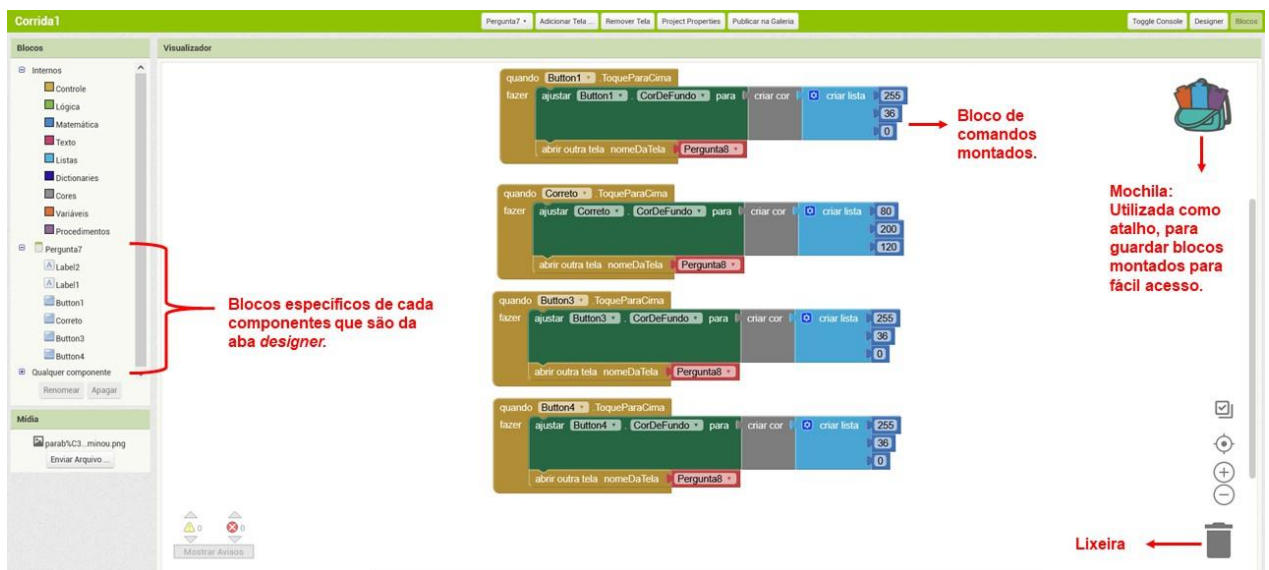 Corrida1
Pergunta7 Adicionar Tela ... Remover Tela Project Properties Publicar na Galeria
Toggle Console Designer Blocos
Blocos
Internos
Controle
Lógica
Matemática
Texto
Listas
Dictionaries
Cores
Variáveis
Procedimentos
Pergunta7
Label2
Label1
Button1
Correto
Button3
Button4
Qualquer componente
Renomear Apagar
Mídia
parab%C3...minou.png
Enviar Arquivo ...
Visualizador
Blocos específicos de cada
componentes que são da
aba designer.
quando Button1 .ToqueParaCima
fazer ajustar Button1 . CorDeFundo para criar cor criar lista 255
36
0
abrir outra tela nomeDaTela Pergunta8
quando Correto .ToqueParaCima
fazer ajustar Correto . CorDeFundo para criar cor criar lista 80
200
120
abrir outra tela nomeDaTela Pergunta8
quando Button3 .ToqueParaCima
fazer ajustar Button3 . CorDeFundo para criar cor criar lista 255
36
0
abrir outra tela nomeDaTela Pergunta8
quando Button4 .ToqueParaCima
fazer ajustar Button4 . CorDeFundo para criar cor criar lista 255
36
0
abrir outra tela nomeDaTela Pergunta8
Bloco de
comandos
montados.
Mochila:
Utilizada como
atalho, para
guardar blocos
montados para
fácil acesso.
0 0
Mostrar Avisos
Lixeira